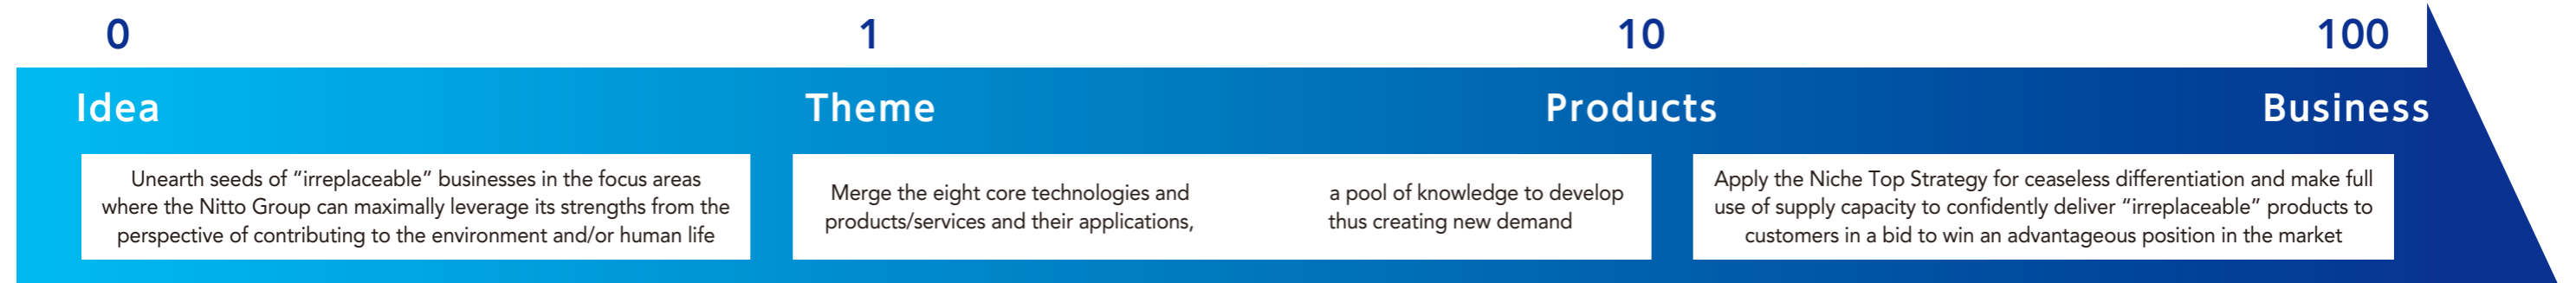 0
1
10
100
Idea
Theme
Products
Business
Unearth seeds of “irreplaceable” businesses in the focus areas
where the Nitto Group can maximally leverage its strengths from the
perspective of contributing to the environment and/or human life
Merge the eight core technologies and a pool of knowledge to develop
products/services and their applications, thus creating new demand
Apply the Niche Top Strategy for ceaseless differentiation and make full
use of supply capacity to confidently deliver “irreplaceable” products to
customers in a bid to win an advantageous position in the market